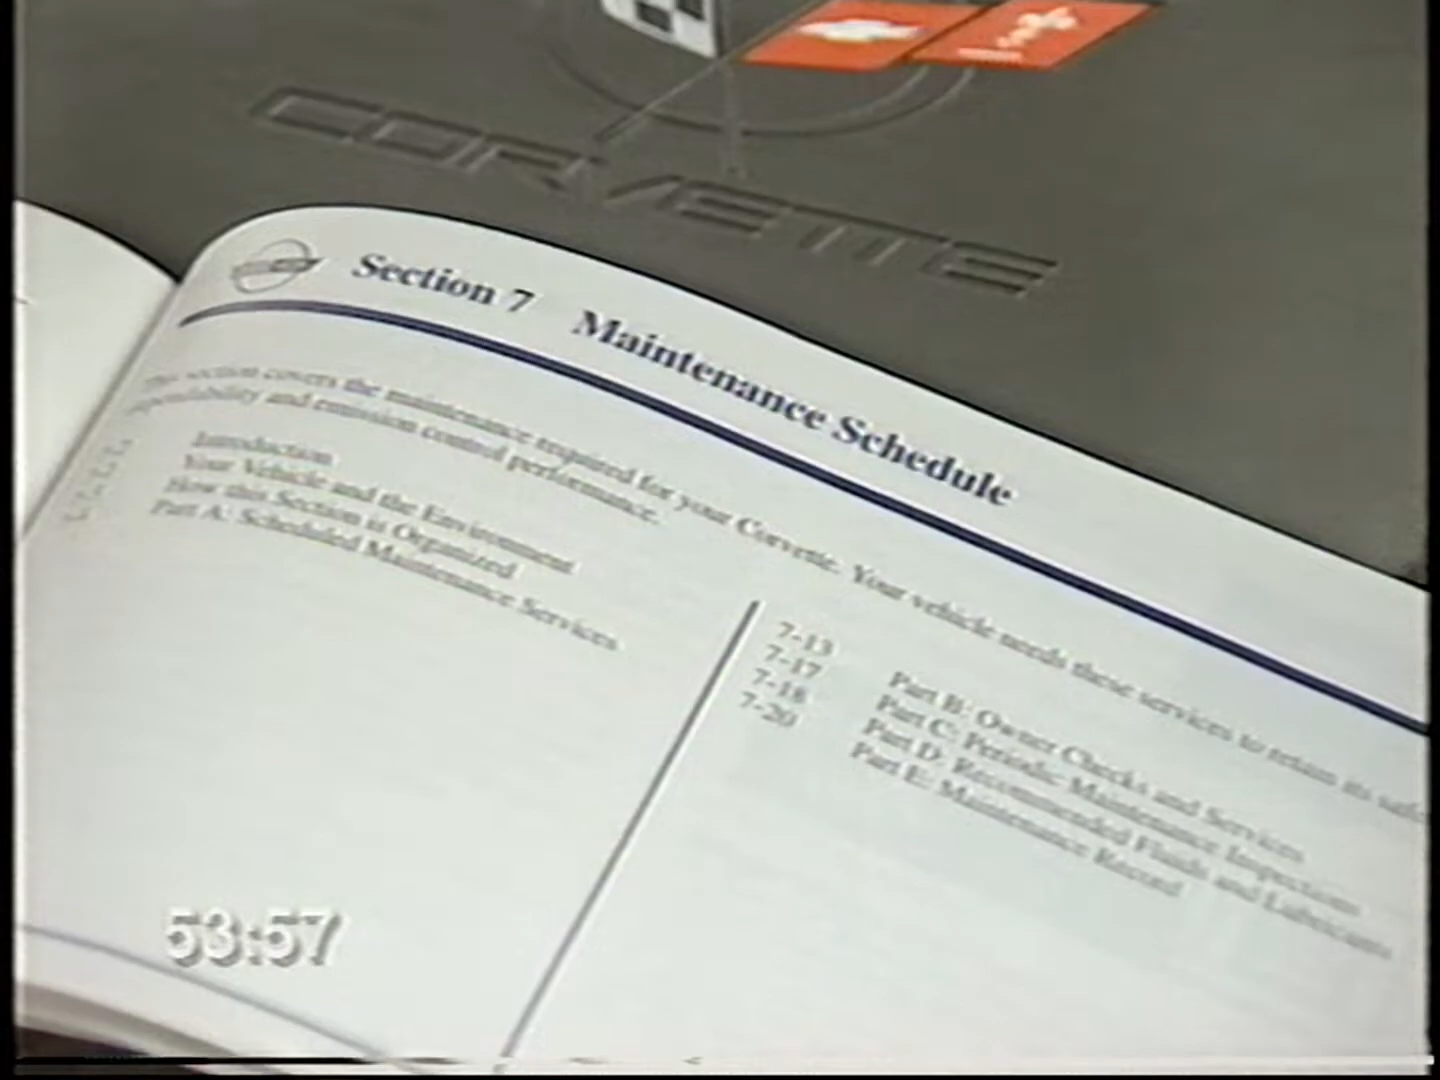 CORVETTE
Section 7 Maintenance Schedule
This section covers the maintenance required for your Corvette. Your vehicle needs these services to retain its safety,
dependability and emission control performance.
Introduction
Your Vehicle and the Environment
How this Section is Organized
Part A: Scheduled Maintenance Services
7-13 Part B: Owner Checks and Services
7-17 Part C: Periodic Maintenance Inspections
7-18 Part D: Recommended Fluids and Lubricants
7-20 Part E: Maintenance Record
53:57